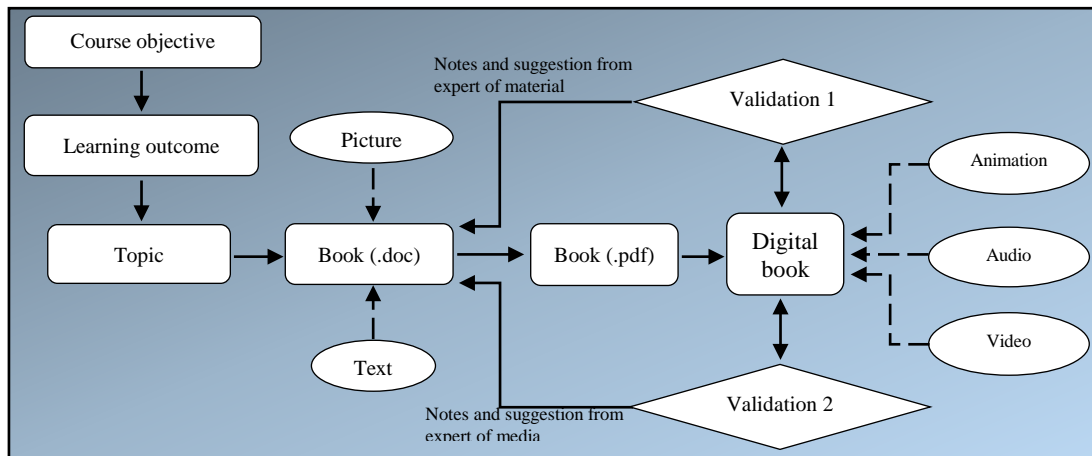 Course objective
Learning outcome
Topic
Picture
Book (.doc)
Text
Notes and suggestion from
expert of material
Book (.pdf)
Validation 1
Digital
book
Validation 2
Notes and suggestion from
expert of media
Animation
Audio
Video